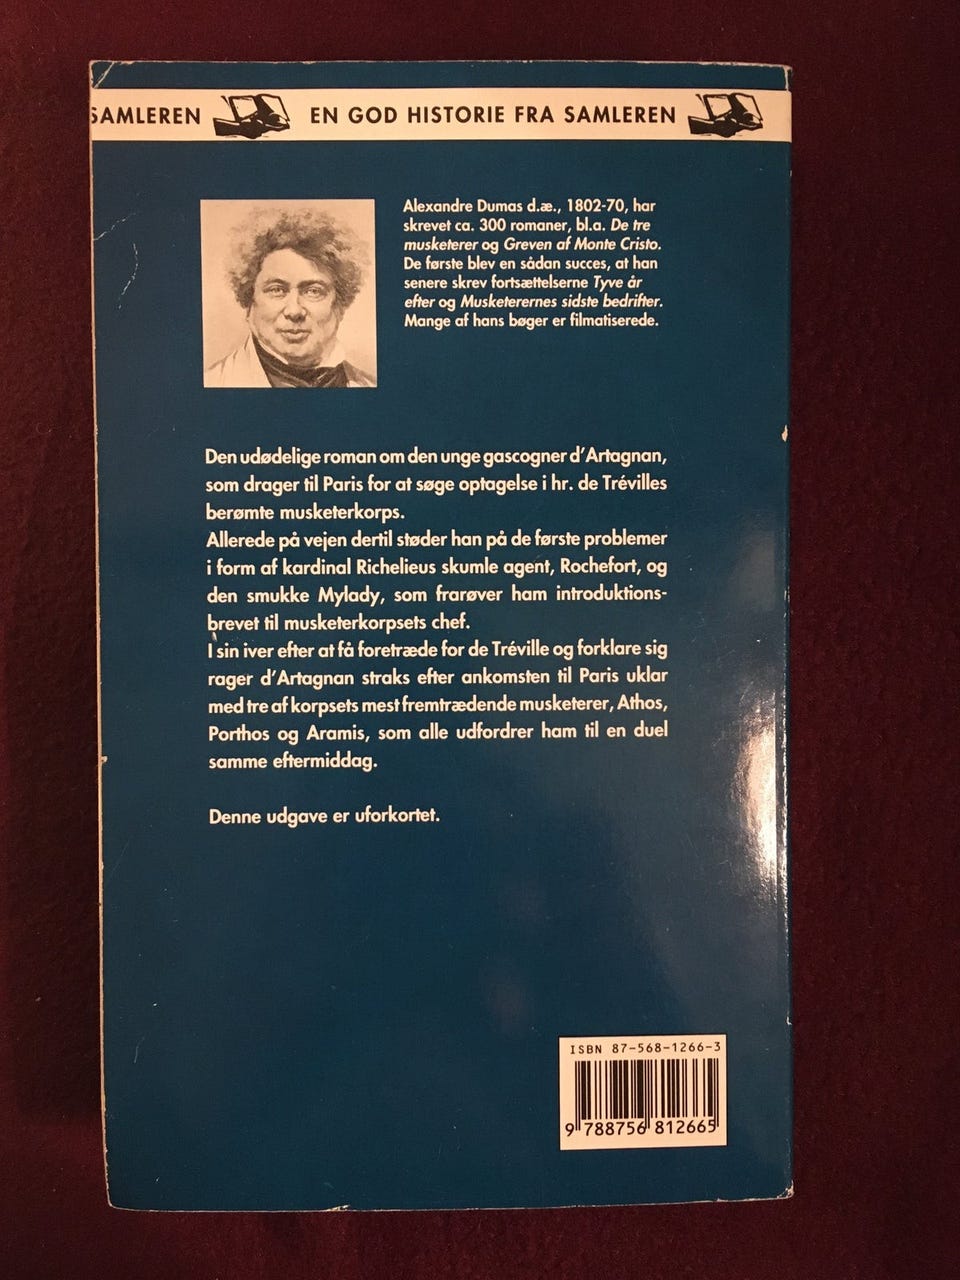 SAMLEREN EN GOD HISTORIE FRA SAMLEREN
Alexandre Dumas d.æ., 1802-70, har
skrevet ca. 300 romaner, bl.a. De tre
musketerer og Greven af Monte Cristo.
De første blev en sådan succes, at han
senere skrev fortsættelserne Tyve år
efter og Musketerernes sidste bedrifter.
Mange af hans bøger er filmatiserede.
Den udødelige roman om den unge gascogner d'Artagnan,
som drager til Paris for at søge optagelse i hr. de Trévilles
berømte musketerkorps.
Allerede på vejen dertil støder han på de første problemer
i form af kardinal Richelieus skumle agent, Rochefort, og
den smukke Mylady, som frarøver ham introduktions-
brevet til musketerkorpsets chef.
I sin iver efter at få foretræde for de Tréville og forklare sig
rager d'Artagnan straks efter ankomsten til Paris uklar
med tre af korpsets mest fremtrædende musketerer, Athos,
Porthos og Aramis, som alle udfordrer ham til en duel
samme eftermiddag.
Denne udgave er uforkortet.
ISBN 87-568-1266-3
9 788756 812665